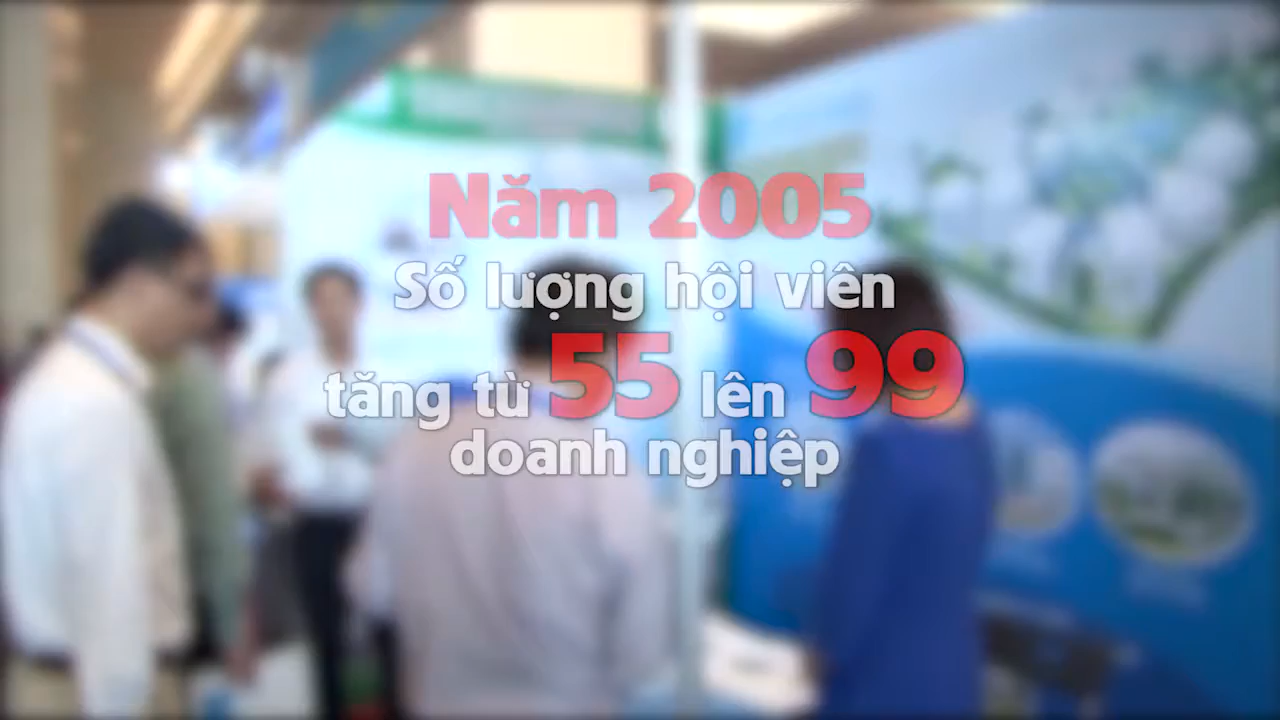 Năm 2005
Số lượng hội viên
tăng từ 55 lên 99
doanh nghiệp